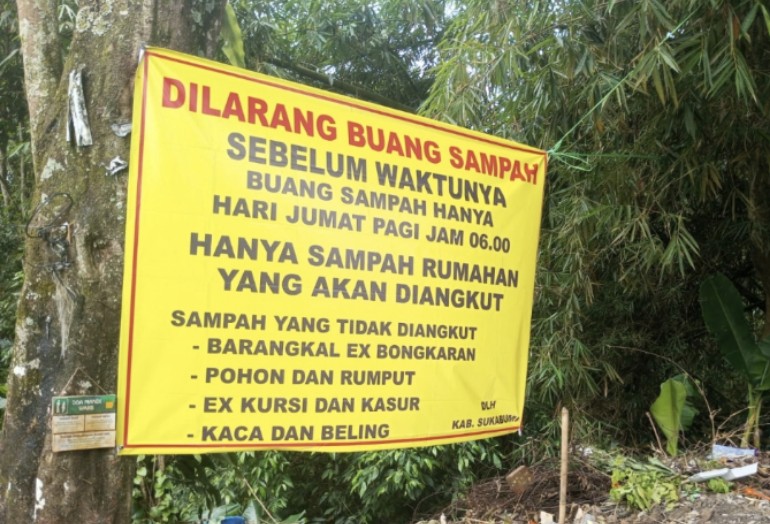 DILARANG BUANG SAMPAH
SEBELUM WAKTUNYA
BUANG SAMPAH HANYA
HARI JUMAT PAGI JAM 06.00
HANYA SAMPAH RUMAHAN
YANG AKAN DIANGKUT
SAMPAH YANG TIDAK DIANGKUT
- BARANGKAL EX BONGKARAN
- POHON DAN RUMPUT
- EX KURSI DAN KASUR
- KACA DAN BELING
DLH
KAB.